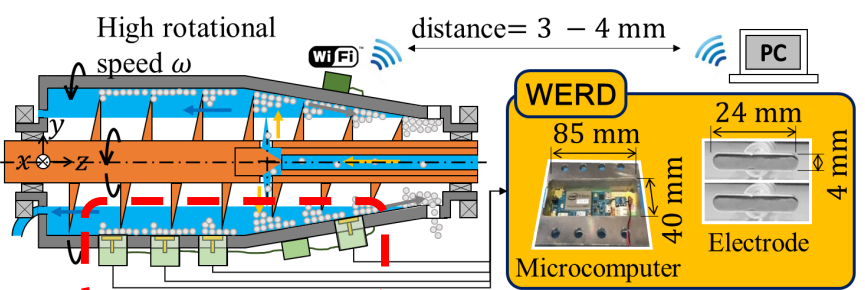 High rotational
speed ω
WiFi™
distance= 3 − 4 mm
PC
WERD
85 mm
40 mm
Microcomputer
24 mm
4 mm
Electrode
y
x
z